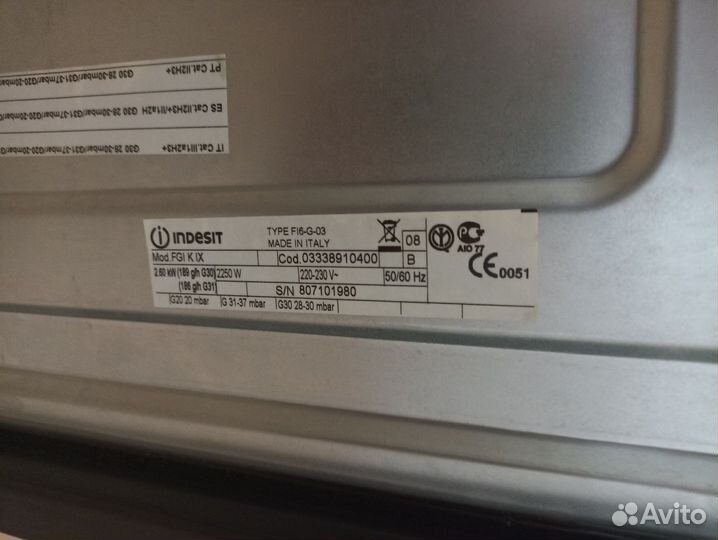 PT Cat.II2H3+ G30 28-30mbar/G31-37mbar/G20-20mbar
ES Cat.II2H3+/III1a2H G30 28-30mbar/G31-37mbar/G20-20mbar
IT Cat.III1a2H3+ G30 28-30mbar/G31-37mbar/G20-20mbar
INDESIT
TYPE FI6-G-03
MADE IN ITALY
08
AIO 77
Mod.FGI K IX
Cod.03338910400
B
CE 0051
2.60 kW (189 g/h G30) 2250 W 220-230 V~ 50/60 Hz
(186 g/h G31) S/N 807101980
G20 20 mbar G 31-37 mbar G30 28-30 mbar
Avito